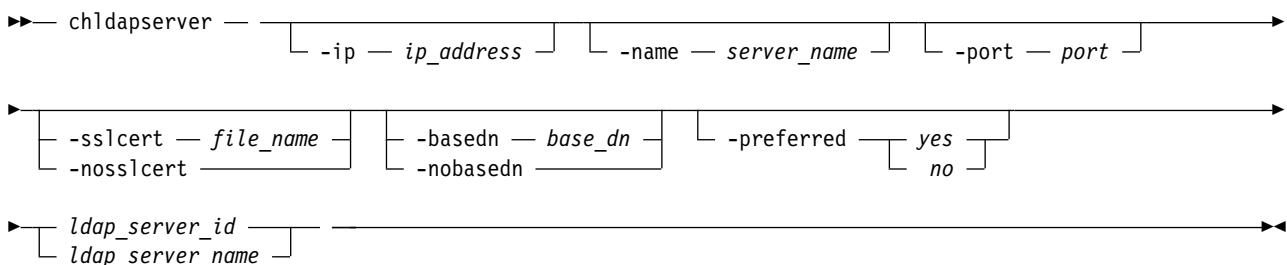 chldapserver
-ip ip_address -name server_name -port port
-sslcert file_name -basedn base_dn -preferred yes
-nosslcert -nobasedn no
ldap_server_id
ldap_server_name